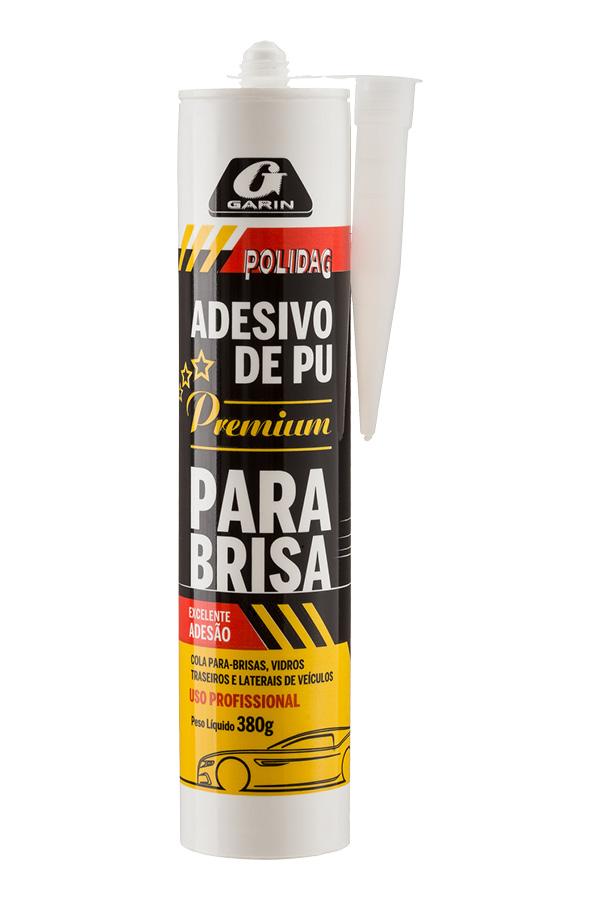 G
GARIN
POLIDAG
ADESIVO
DE PU
Premium
PARA
BRISA
EXCELENTE
ADESÃO
COLA PARA-BRISAS, VIDROS
TRASEIROS E LATERAIS DE VEÍCULOS
USO PROFISSIONAL
Peso Líquido 380g